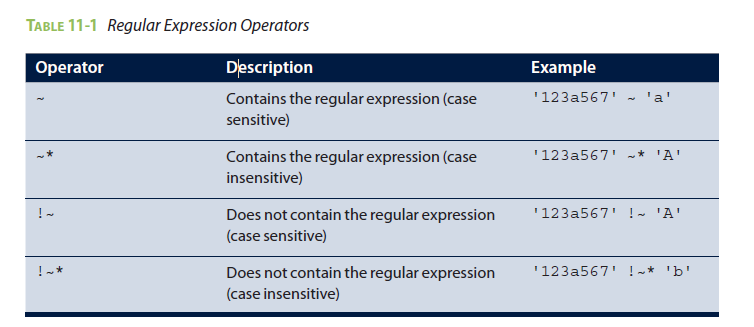 TABLE 11-1 Regular Expression Operators
Operator Description Example
~ Contains the regular expression (case '123a567' ~ 'a'
sensitive)
~* Contains the regular expression (case '123a567' ~* 'A'
insensitive)
!~ Does not contain the regular expression '123a567' !~ 'A'
(case sensitive)
!~* Does not contain the regular expression '123a567' !~* 'b'
(case insensitive)